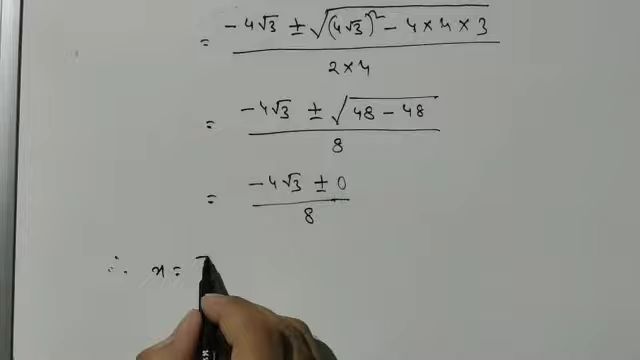 = (-4√3 ± √((4√3)² - 4×4×3)) / (2×4)
= (-4√3 ± √(48 - 48)) / 8
= (-4√3 ± 0) / 8
∴ x =